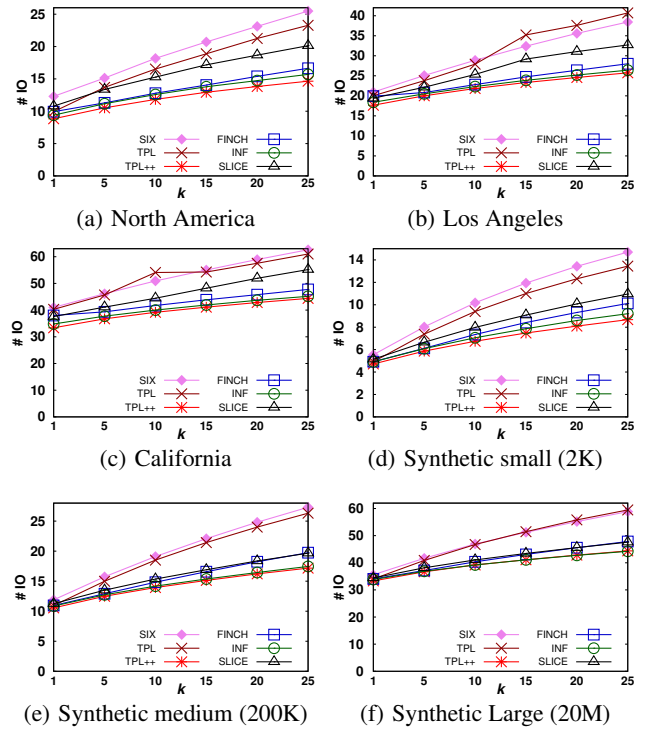 25
20
15
10
5
0
# IO
SIX FINCH
TPL INF
TPL++ SLICE
1 5 10 15 20 25
k
(a) North America
40
35
30
25
20
15
10
5
0
# IO
SIX FINCH
TPL INF
TPL++ SLICE
1 5 10 15 20 25
k
(b) Los Angeles
60
50
40
30
20
10
0
# IO
SIX FINCH
TPL INF
TPL++ SLICE
1 5 10 15 20 25
k
(c) California
14
12
10
8
6
4
2
0
# IO
SIX FINCH
TPL INF
TPL++ SLICE
1 5 10 15 20 25
k
(d) Synthetic small (2K)
25
20
15
10
5
0
# IO
SIX FINCH
TPL INF
TPL++ SLICE
1 5 10 15 20 25
k
(e) Synthetic medium (200K)
60
50
40
30
20
10
0
# IO
SIX FINCH
TPL INF
TPL++ SLICE
1 5 10 15 20 25
k
(f) Synthetic Large (20M)